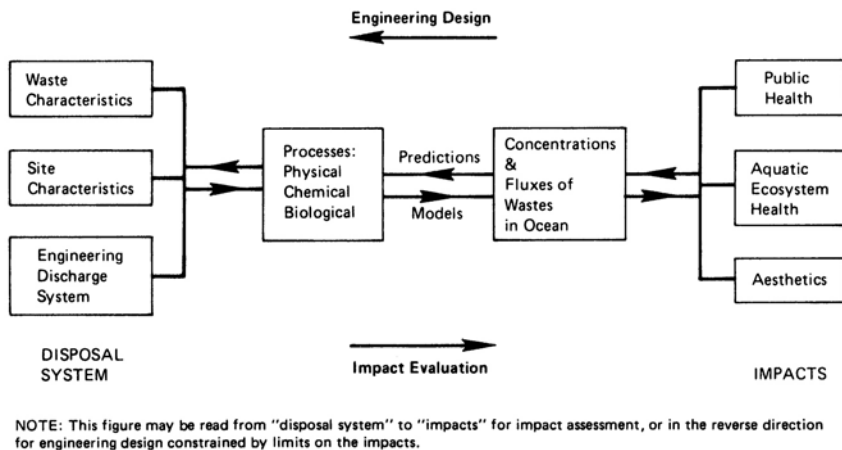 Engineering Design
Waste
Characteristics
Site
Characteristics
Engineering
Discharge
System
Processes:
Physical
Chemical
Biological
Predictions
Models
Concentrations
&
Fluxes of
Wastes
in Ocean
Public
Health
Aquatic
Ecosystem
Health
Aesthetics
DISPOSAL
SYSTEM
Impact Evaluation
IMPACTS
NOTE: This figure may be read from "disposal system" to "impacts" for impact assessment, or in the reverse direction
for engineering design constrained by limits on the impacts.